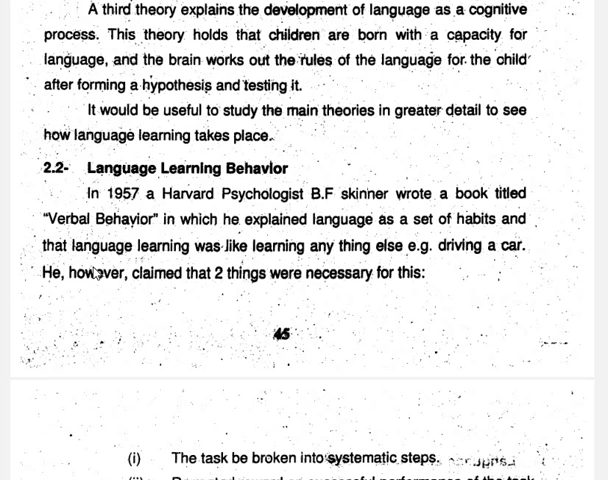 A third theory explains the development of language as a cognitive
process. This theory holds that children are born with a capacity for
language, and the brain works out the rules of the language for the child
after forming a hypothesis and testing it.
It would be useful to study the main theories in greater detail to see
how language learning takes place.
2.2- Language Learning Behavior
In 1957 a Harvard Psychologist B.F skinner wrote a book titled
"Verbal Behavior" in which he explained language as a set of habits and
that language learning was like learning any thing else e.g. driving a car.
He, however, claimed that 2 things were necessary for this:
45
(i) The task be broken into systematic steps.